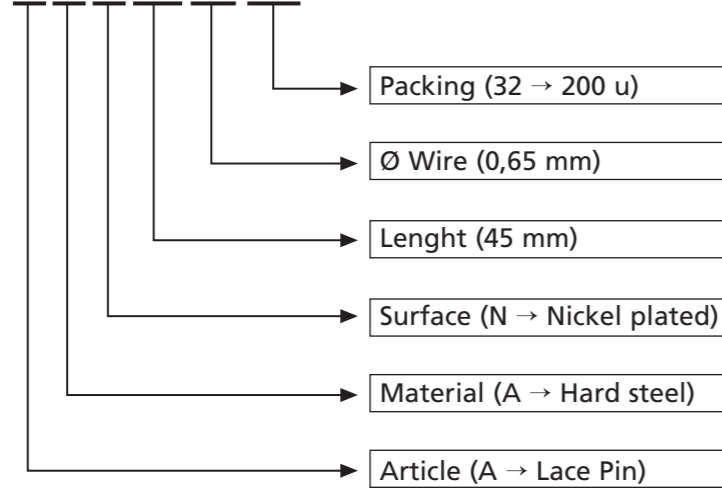 Packing (32 → 200 u)
Ø Wire (0,65 mm)
Lenght (45 mm)
Surface (N → Nickel plated)
Material (A → Hard steel)
Article (A → Lace Pin)